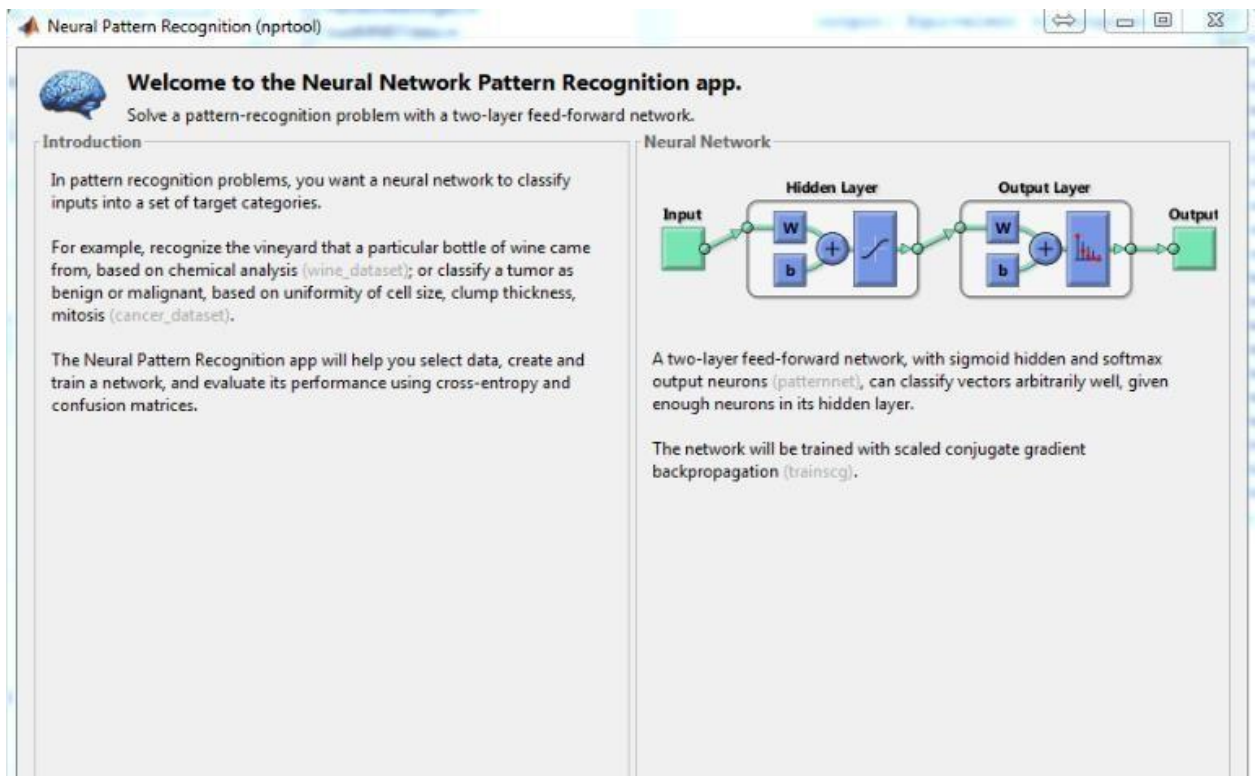 Neural Pattern Recognition (nprtool)
Welcome to the Neural Network Pattern Recognition app.
Solve a pattern-recognition problem with a two-layer feed-forward network.
Introduction
In pattern recognition problems, you want a neural network to classify
inputs into a set of target categories.
For example, recognize the vineyard that a particular bottle of wine came
from, based on chemical analysis (wine_dataset); or classify a tumor as
benign or malignant, based on uniformity of cell size, clump thickness,
mitosis (cancer_dataset).
The Neural Pattern Recognition app will help you select data, create and
train a network, and evaluate its performance using cross-entropy and
confusion matrices.
Neural Network
Hidden Layer
Output Layer
Input
Output
W
b
+
W
b
+
A two-layer feed-forward network, with sigmoid hidden and softmax
output neurons (patternnet), can classify vectors arbitrarily well, given
enough neurons in its hidden layer.
The network will be trained with scaled conjugate gradient
backpropagation (trainscg).